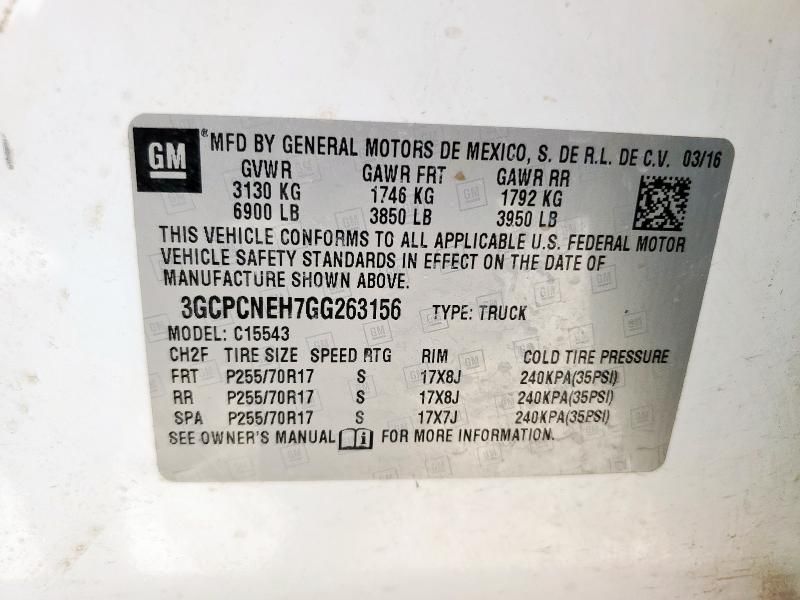 GM ® MFD BY GENERAL MOTORS DE MEXICO, S. DE R.L. DE C.V. 03/16
GVWR GAWR FRT GAWR RR
3130 KG 1746 KG 1792 KG
6900 LB 3850 LB 3950 LB
THIS VEHICLE CONFORMS TO ALL APPLICABLE U.S. FEDERAL MOTOR
VEHICLE SAFETY STANDARDS IN EFFECT ON THE DATE OF
MANUFACTURE SHOWN ABOVE.
3GCPCNEH7GG263156 TYPE: TRUCK
MODEL: C15543
CH2F TIRE SIZE SPEED RTG RIM COLD TIRE PRESSURE
FRT P255/70R17 S 17X8J 240KPA(35PSI)
RR P255/70R17 S 17X8J 240KPA(35PSI)
SPA P255/70R17 S 17X7J 240KPA(35PSI)
SEE OWNER'S MANUAL FOR MORE INFORMATION.